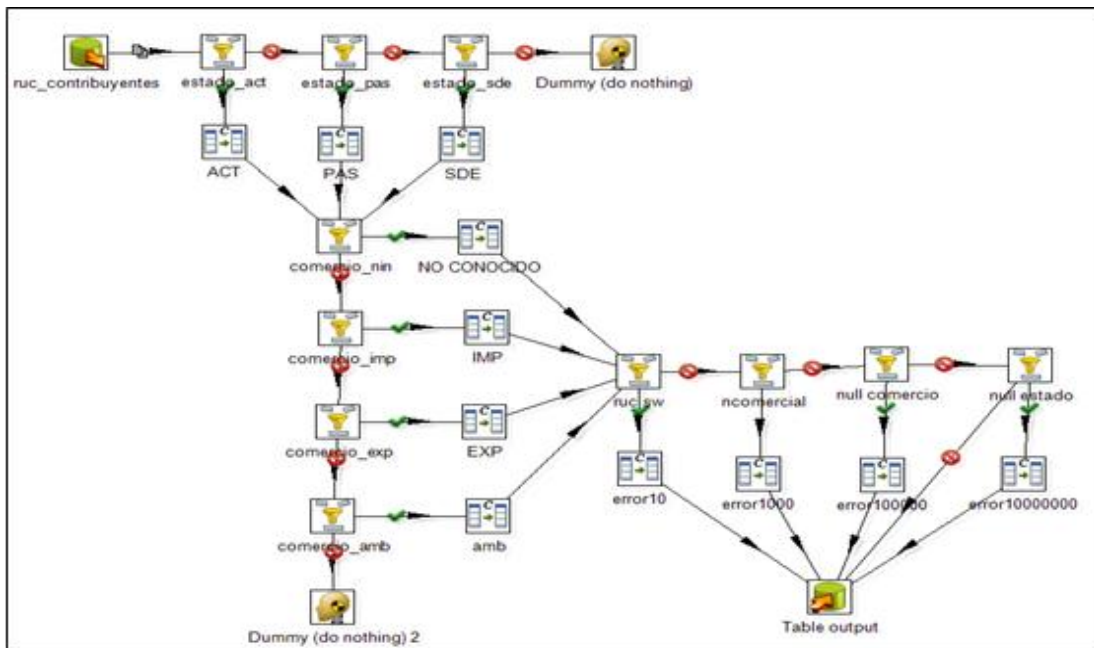 ruc_contribuyentes
estado_act
estado_pas
estado_sde
Dummy (do nothing)
ACT
PAS
SDE
comercio_nin
NO CONOCIDO
comercio_imp
IMP
ruc_sw
ncomercial
null comercio
null estado
comercio_exp
EXP
error10
error1000
error100000
error10000000
comercio_amb
amb
Dummy (do nothing) 2
Table output